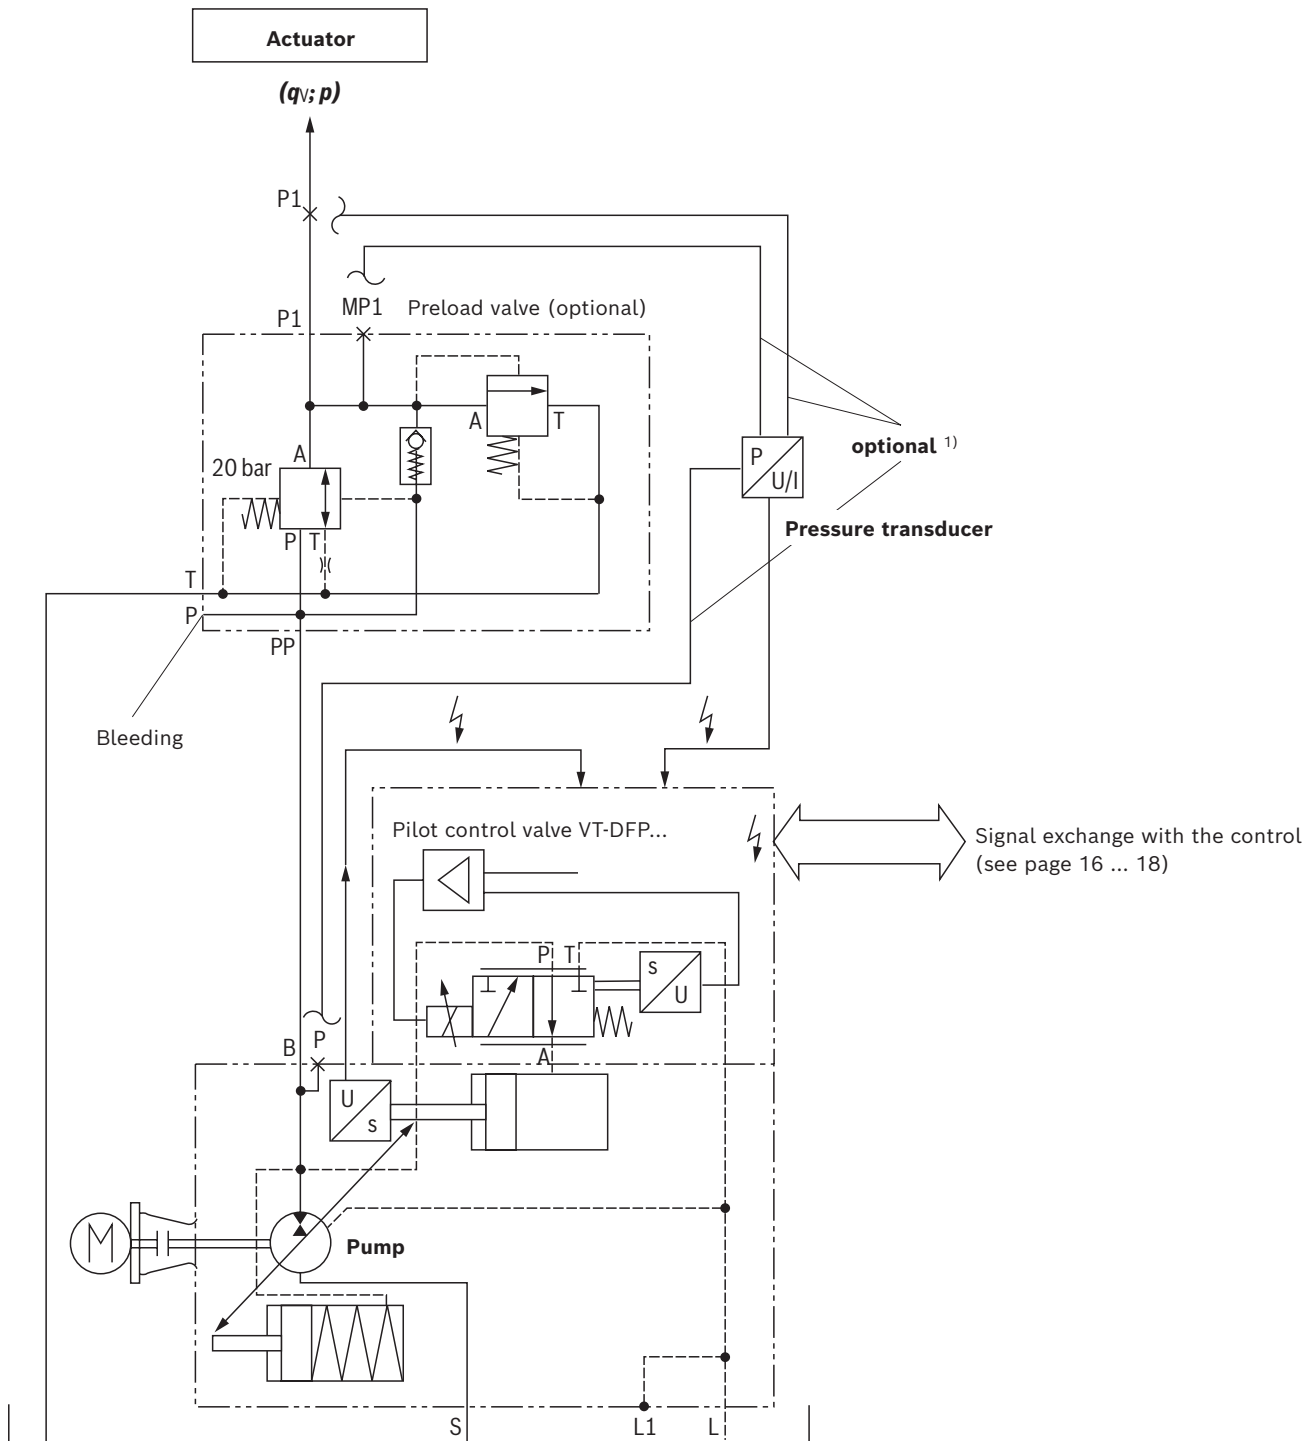 Actuator
(qV; p)
P1
P1
MP1
Preload valve (optional)
A
T
A
20 bar
P
U/I
optional 1)
Pressure transducer
P T
T
P
PP
Bleeding
Pilot control valve VT-DFP...
Signal exchange with the control
(see page 16 ... 18)
P T
s
U
A
B
P
U
s
M
Pump
S
L1
L